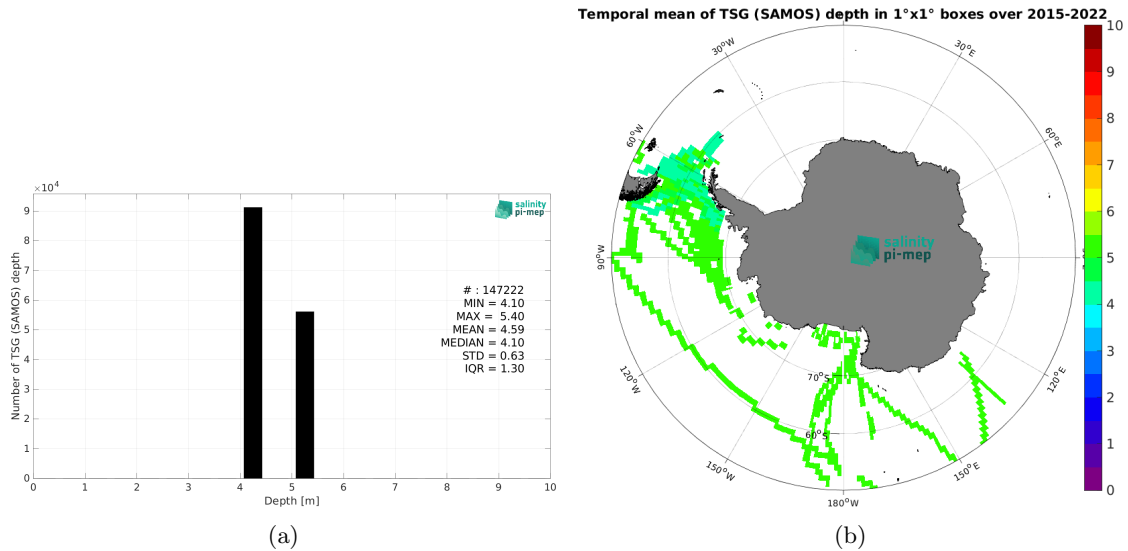 ×10⁴
9
8
7
6
5
4
3
2
1
0
Number of TSG (SAMOS) depth
0 1 2 3 4 5 6 7 8 9 10
Depth [m]
salinity
pi-mep
# : 147222
MIN = 4.10
MAX = 5.40
MEAN = 4.59
MEDIAN = 4.10
STD = 0.63
IQR = 1.30
(a)
Temporal mean of TSG (SAMOS) depth in 1°x1° boxes over 2015-2022
30°W
30°E
60°W
60°E
90°W
120°W
120°E
150°W
150°E
180°W
70°S
60°S
salinity
pi-mep
10
9
8
7
6
5
4
3
2
1
0
(b)